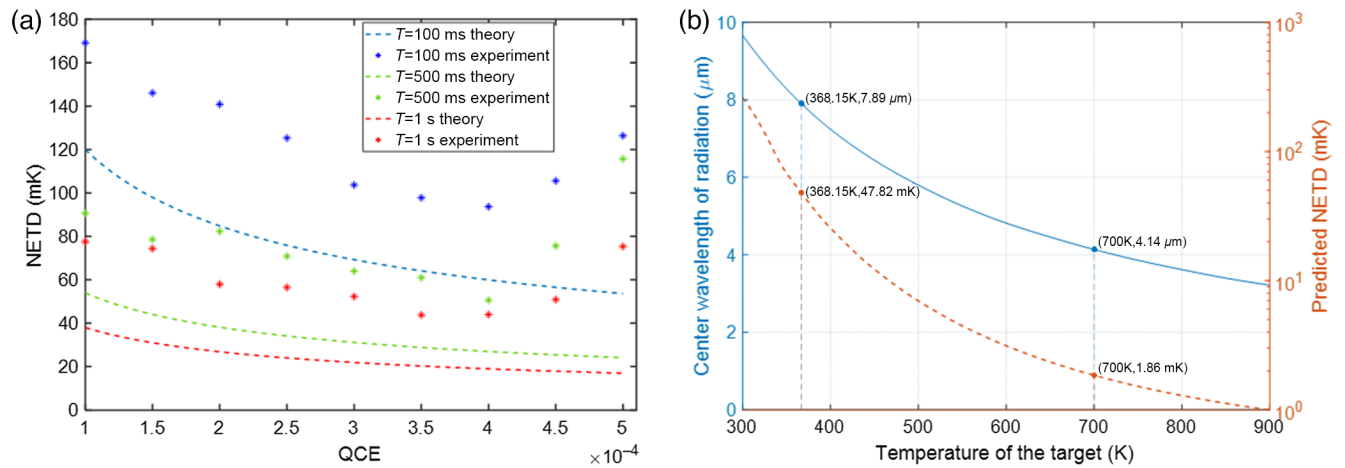 (a)
180
160
140
120
100
80
60
40
20
0
NETD (mK)
T=100 ms theory
T=100 ms experiment
T=500 ms theory
T=500 ms experiment
T=1 s theory
T=1 s experiment
1 1.5 2 2.5 3 3.5 4 4.5 5
QCE
×10⁻⁴
(b)
10
8
6
4
2
0
Center wavelength of radiation (μm)
(368.15K,7.89 μm)
(368.15K,47.82 mK)
(700K,4.14 μm)
(700K,1.86 mK)
10³
10²
10¹
10⁰
Predicted NETD (mK)
300 400 500 600 700 800 900
Temperature of the target (K)